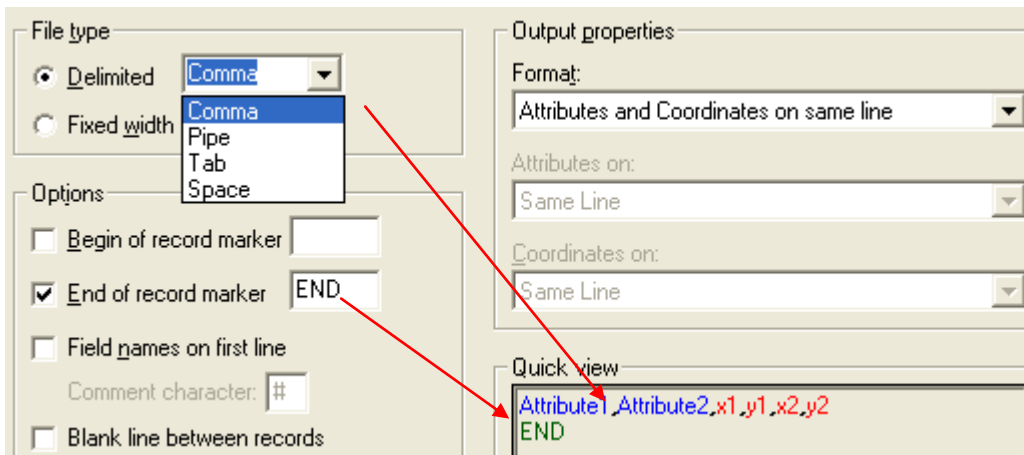 File type
Delimited
Comma
Comma
Pipe
Tab
Space
Fixed width
Options
Begin of record marker
End of record marker
END
Field names on first line
Comment character:
#
Blank line between records
Output properties
Format:
Attributes and Coordinates on same line
Attributes on:
Same Line
Coordinates on:
Same Line
Quick view
Attribute1,Attribute2,x1,y1,x2,y2
END